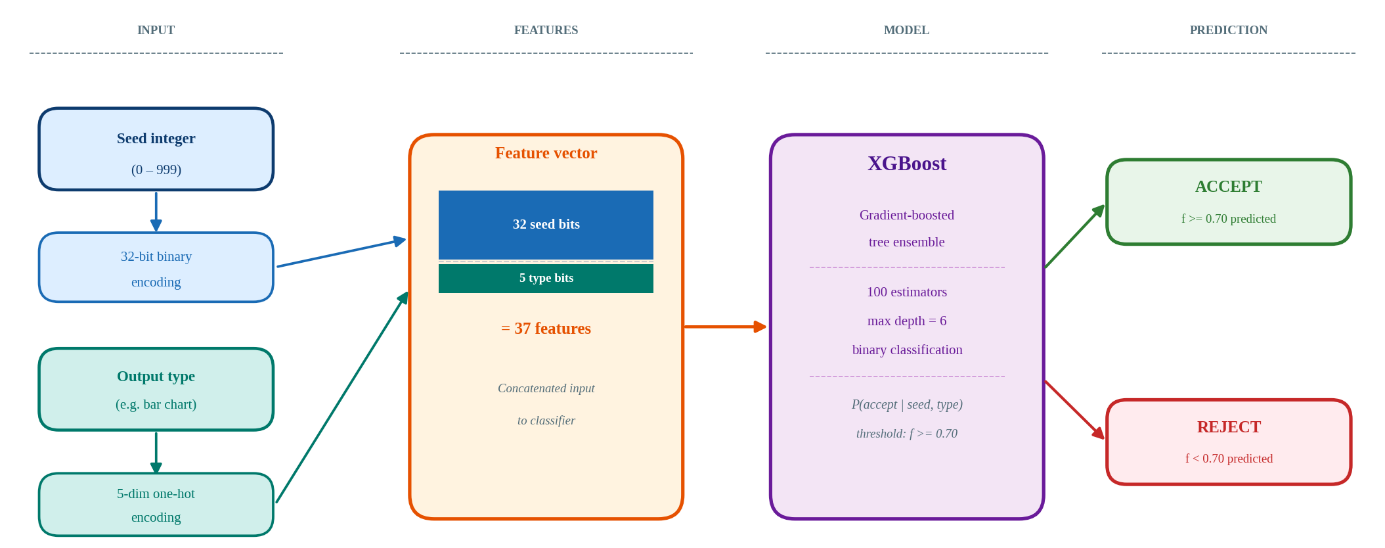 INPUT
FEATURES
MODEL
PREDICTION
Seed integer
(0 – 999)
32-bit binary
encoding
Output type
(e.g. bar chart)
5-dim one-hot
encoding
Feature vector
32 seed bits
5 type bits
= 37 features
Concatenated input
to classifier
XGBoost
Gradient-boosted
tree ensemble
100 estimators
max depth = 6
binary classification
P(accept | seed, type)
threshold: f >= 0.70
ACCEPT
f >= 0.70 predicted
REJECT
f < 0.70 predicted